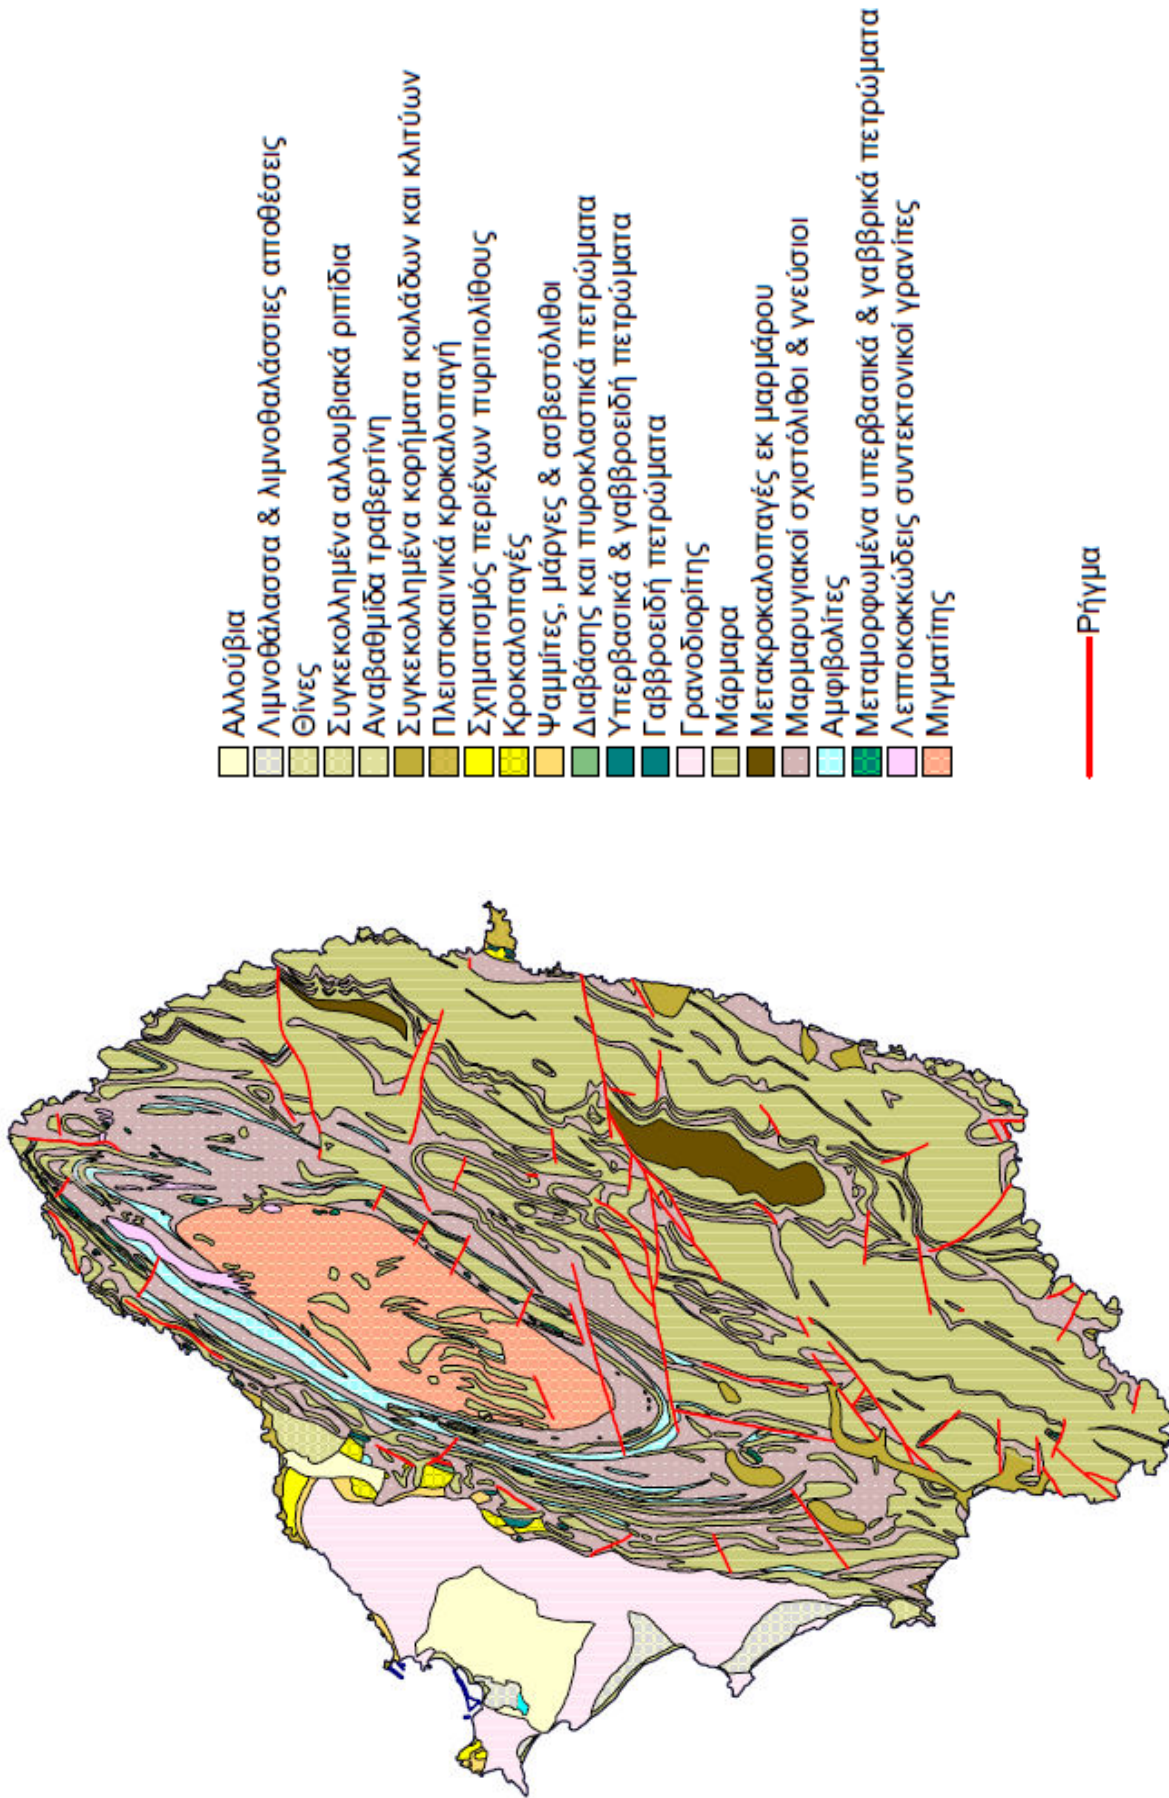 Αλλούβια
Λιμνοθάλασσα & λιμνοθαλάσσιες αποθέσεις
Θίνες
Συγκεκολλημένα αλλουβιακά ριπίδια
Αναβαθμίδα τραβερτίνη
Συγκεκολλημένα κορήματα κοιλάδων και κλιτύων
Πλειστοκαινικά κροκαλοπαγή
Σχηματισμός περιέχων πυριτιολίθους
Κροκαλοπαγές
Ψαμμίτες, μάργες & ασβεστόλιθοι
Διαβάσης και πυροκλαστικά πετρώματα
Υπερβασικά & γαββροειδή πετρώματα
Γαββροειδή πετρώματα
Γρανοδιορίτης
Μάρμαρα
Μετακροκαλοπαγές εκ μαρμάρου
Μαρμαρυγιακοί σχιστόλιθοι & γνεύσιοι
Αμφιβολίτες
Μεταμορφωμένα υπερβασικά & γαββρικά πετρώματα
Λεπτοκοκκώδεις συντεκτονικοί γρανίτες
Μιγματίτης
Ρήγμα